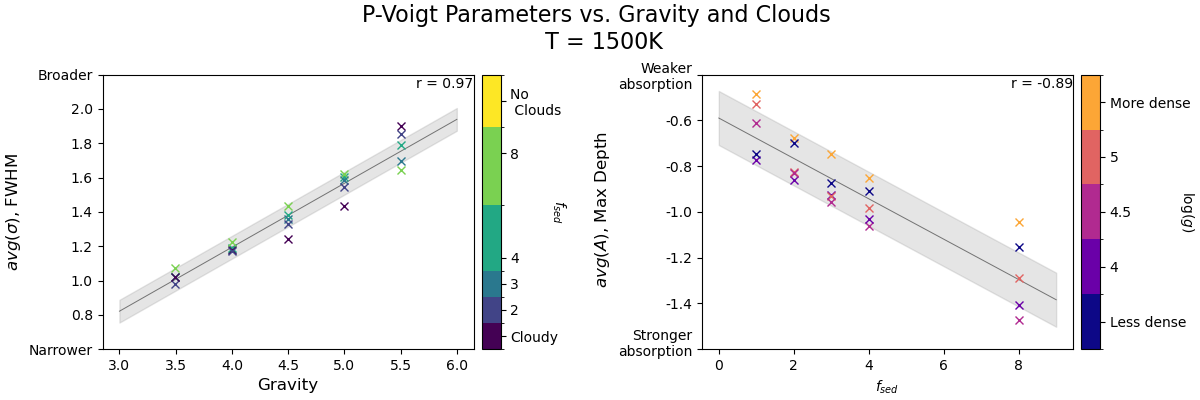 P-Voigt Parameters vs. Gravity and Clouds
T = 1500K
Broader
2.0
1.8
1.6
1.4
1.2
1.0
0.8
Narrower
avg(σ), FWHM
3.0 3.5 4.0 4.5 5.0 5.5 6.0
Gravity
r = 0.97
No
Clouds
8
4
3
2
Cloudy
f_sed
Weaker
absorption
-0.6
-0.8
-1.0
-1.2
-1.4
Stronger
absorption
avg(A), Max Depth
0 2 4 6 8
f_sed
r = -0.89
More dense
5
4.5
4
Less dense
log(g)